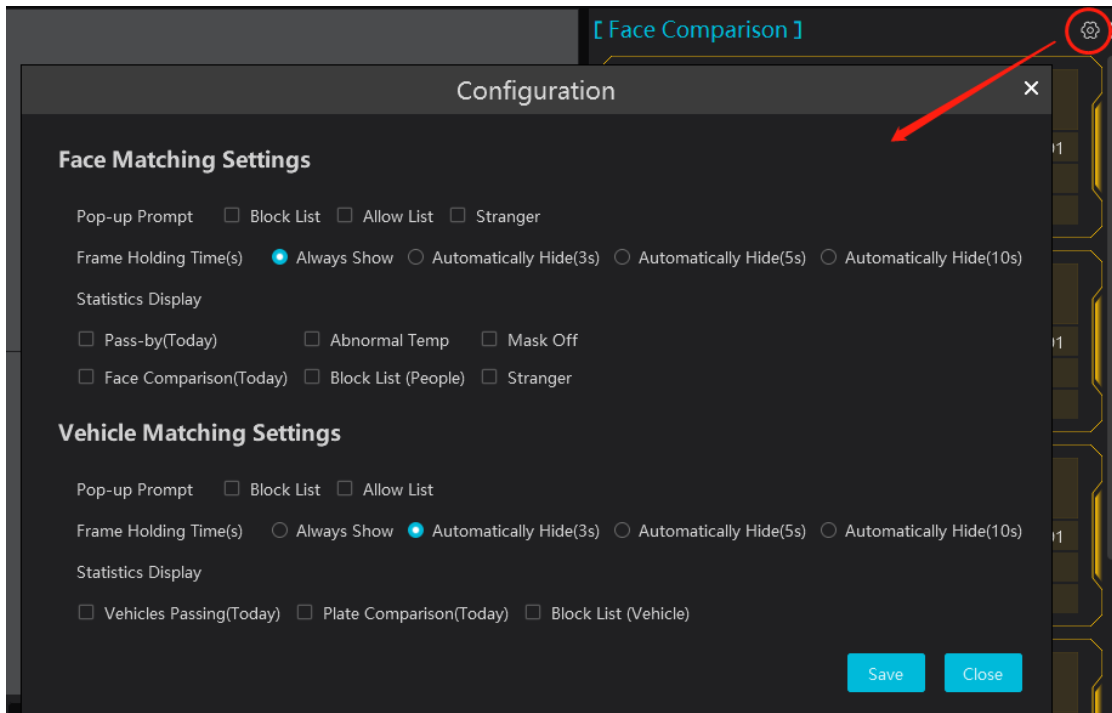 [ Face Comparison ]
Configuration
Face Matching Settings
Pop-up Prompt Block List Allow List Stranger
Frame Holding Time(s) Always Show Automatically Hide(3s) Automatically Hide(5s) Automatically Hide(10s)
Statistics Display
Pass-by(Today) Abnormal Temp Mask Off
Face Comparison(Today) Block List (People) Stranger
Vehicle Matching Settings
Pop-up Prompt Block List Allow List
Frame Holding Time(s) Always Show Automatically Hide(3s) Automatically Hide(5s) Automatically Hide(10s)
Statistics Display
Vehicles Passing(Today) Plate Comparison(Today) Block List (Vehicle)
Save Close